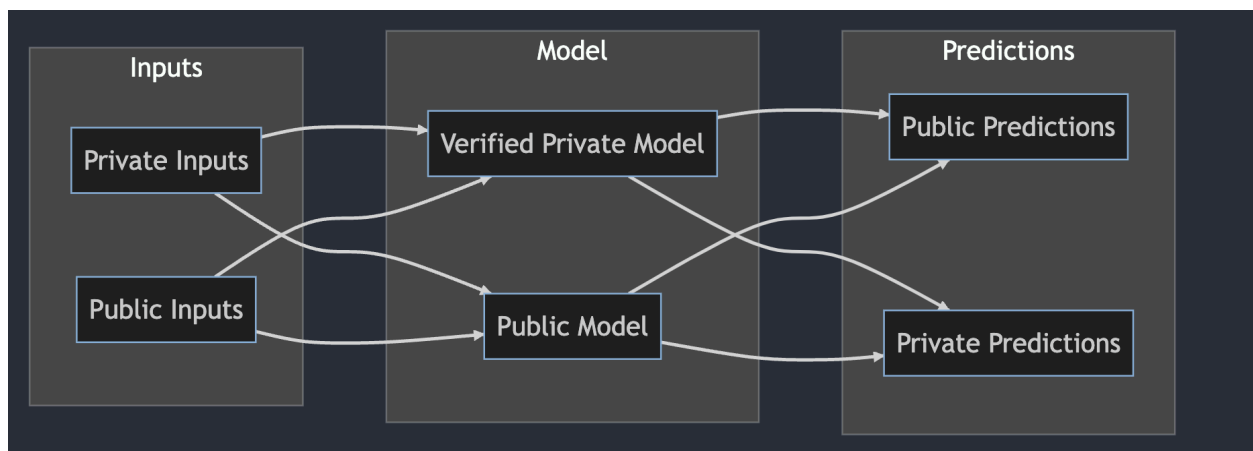 Inputs
Private Inputs
Public Inputs
Model
Verified Private Model
Public Model
Predictions
Public Predictions
Private Predictions